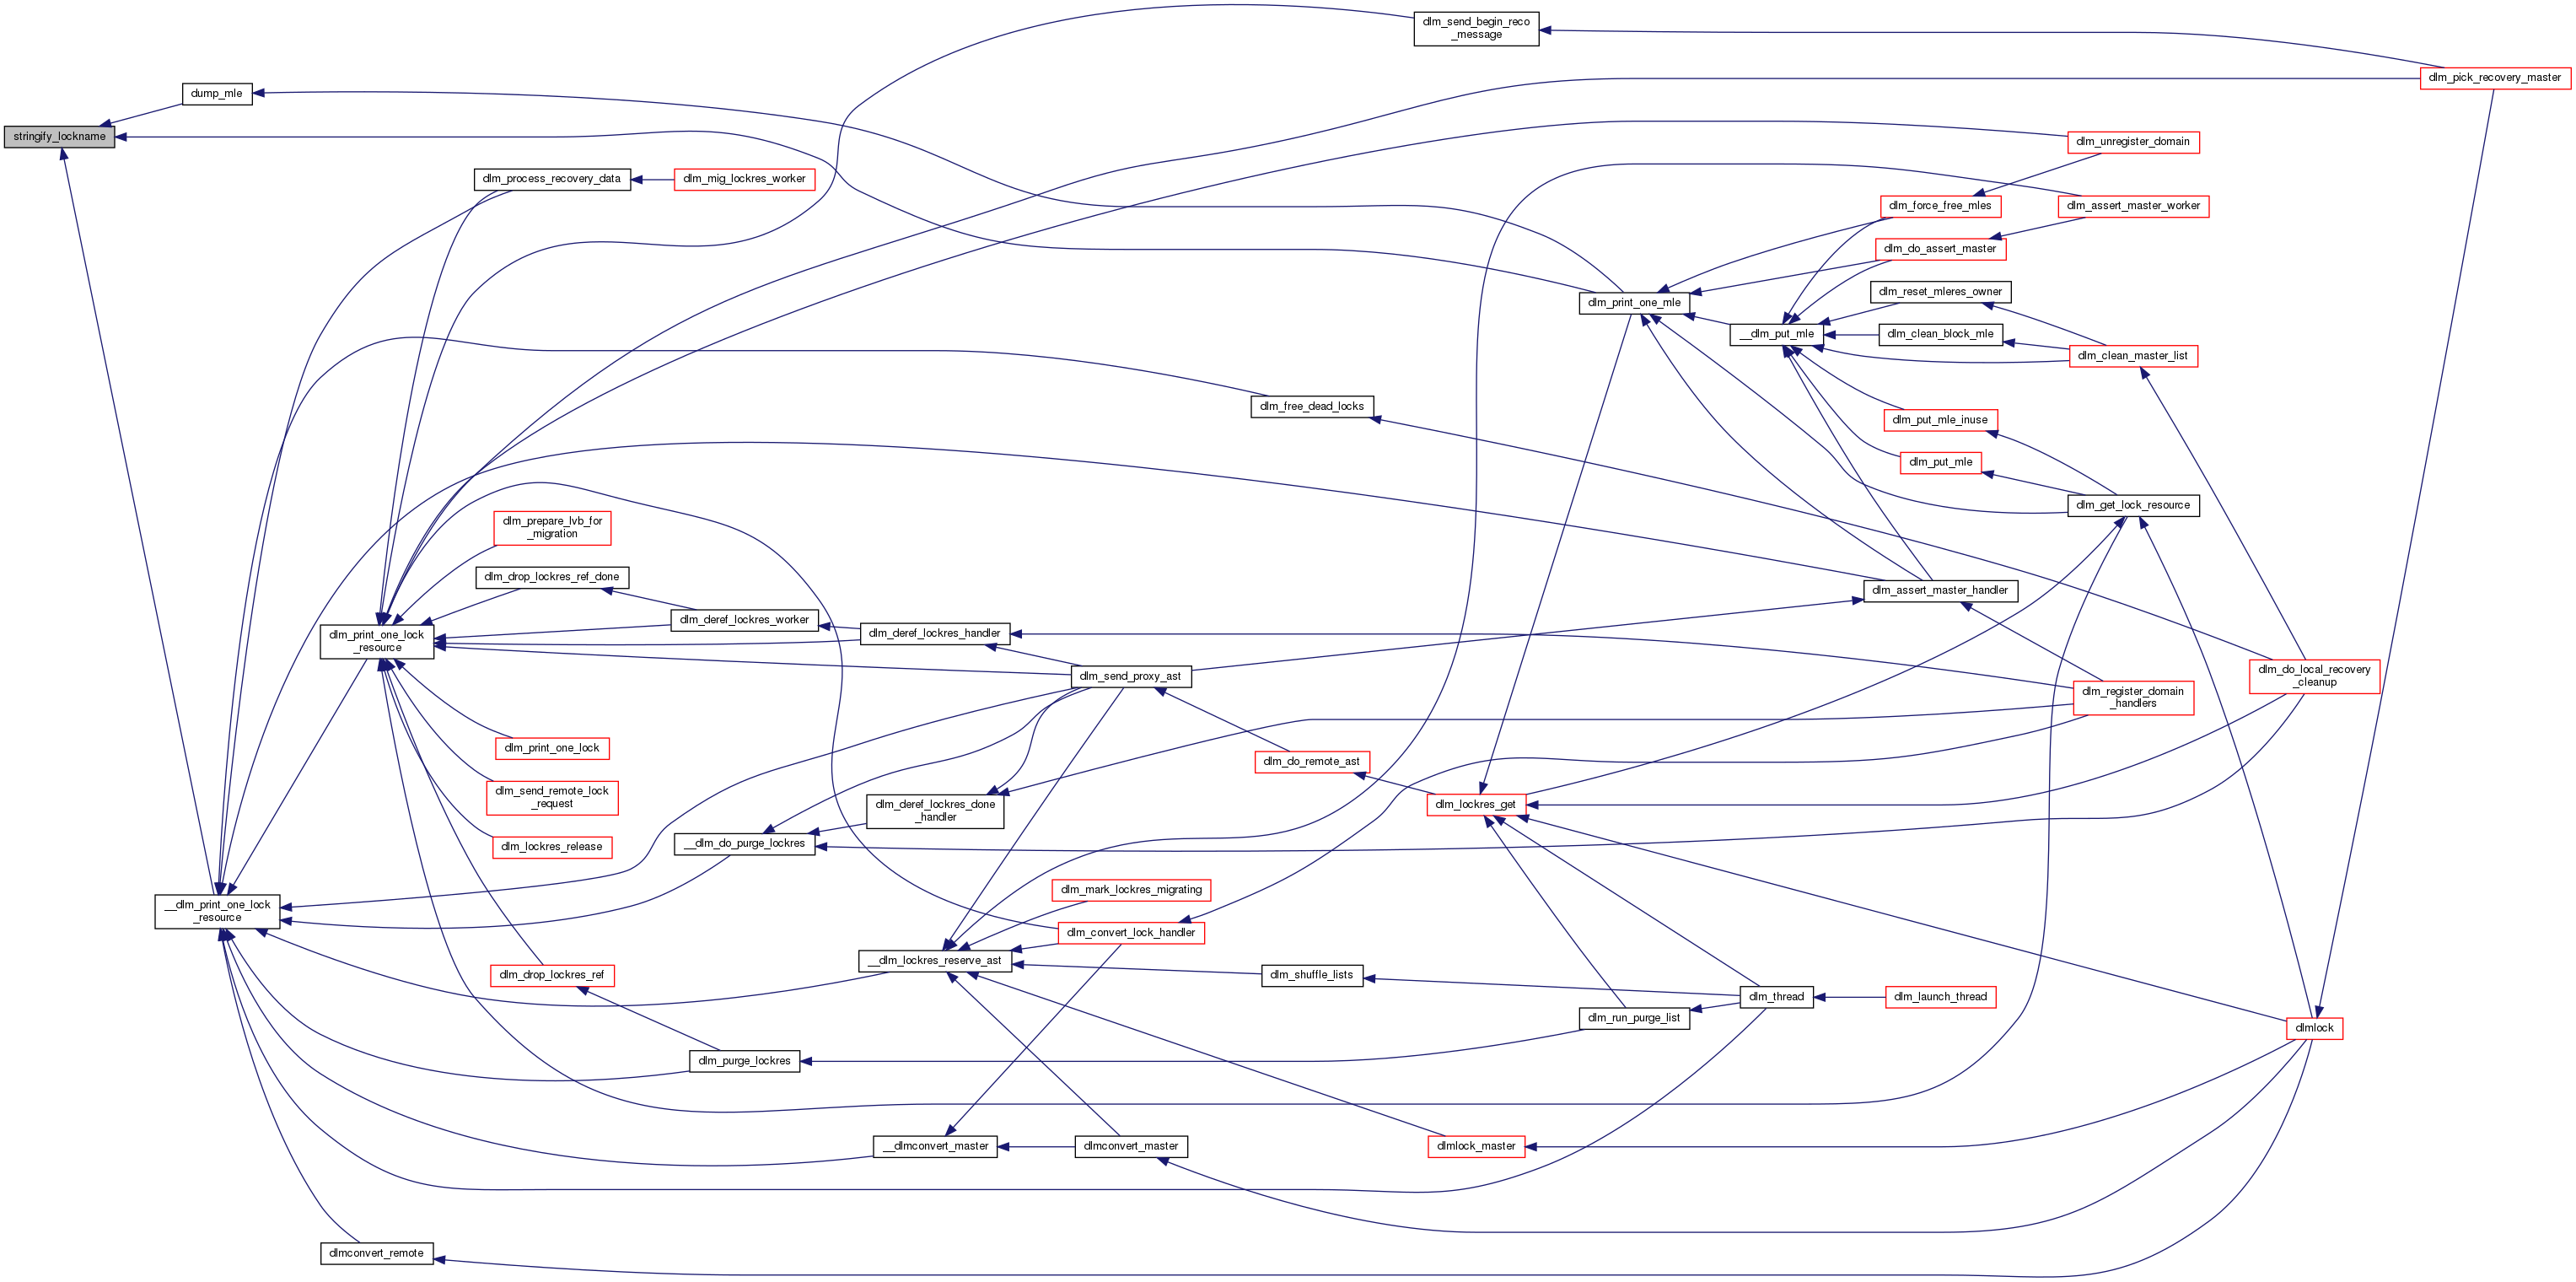 dlm_send_begin_reco
_message
dlm_pick_recovery_master
dump_mle
stringify_lockname
dlm_unregister_domain
dlm_process_recovery_data
dlm_mig_lockres_worker
dlm_force_free_mles
dlm_assert_master_worker
dlm_do_assert_master
dlm_print_one_mle
dlm_reset_mleres_owner
__dlm_put_mle
dlm_clean_block_mle
dlm_clean_master_list
dlm_free_dead_locks
dlm_put_mle_inuse
dlm_put_mle
dlm_get_lock_resource
dlm_prepare_lvb_for
_migration
dlm_drop_lockres_ref_done
dlm_assert_master_handler
dlm_deref_lockres_worker
dlm_deref_lockres_handler
dlm_print_one_lock
_resource
dlm_send_proxy_ast
dlm_do_local_recovery
_cleanup
dlm_register_domain
_handlers
dlm_print_one_lock
dlm_do_remote_ast
dlm_send_remote_lock
_request
dlm_lockres_get
dlm_deref_lockres_done
_handler
dlm_lockres_release
__dlm_do_purge_lockres
dlm_mark_lockres_migrating
__dlm_print_one_lock
_resource
dlm_convert_lock_handler
__dlm_lockres_reserve_ast
dlm_drop_lockres_ref
dlm_shuffle_lists
dlm_thread
dlm_launch_thread
dlm_run_purge_list
dlmlock
dlm_purge_lockres
__dlmconvert_master
dlmconvert_master
dlmlock_master
dlmconvert_remote